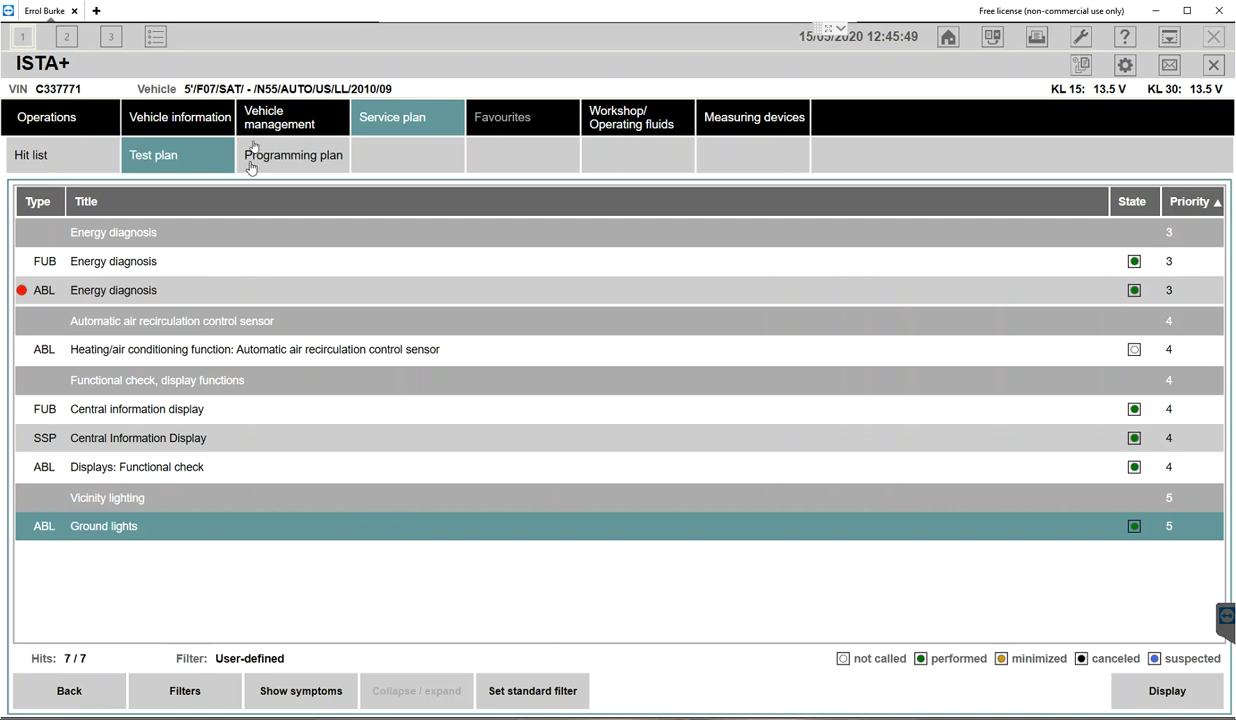 Errol Burke × +
Free license (non-commercial use only)
1 2 3
15/05/2020 12:45:49
?
ISTA+
VIN C337771 Vehicle 5'/F07/SAT/ - /N55/AUTO/US/LL/2010/09 KL 15: 13.5 V KL 30: 13.5 V
Operations Vehicle information Vehicle management Service plan Favourites Workshop/ Operating fluids Measuring devices
Hit list Test plan Programming plan
Type Title State Priority
Energy diagnosis 3
FUB Energy diagnosis 3
ABL Energy diagnosis 3
Automatic air recirculation control sensor 4
ABL Heating/air conditioning function: Automatic air recirculation control sensor 4
Functional check, display functions 4
FUB Central information display 4
SSP Central Information Display 4
ABL Displays: Functional check 4
Vicinity lighting 5
ABL Ground lights 5
Hits: 7 / 7 Filter: User-defined not called performed minimized canceled suspected
Back Filters Show symptoms Collapse / expand Set standard filter Display